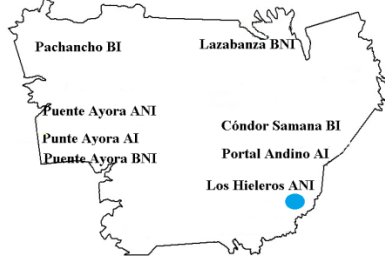 Pachancho BI
Lazabanza BNI
Puente Ayora ANI
Cóndor Samana BI
Punte Ayora AI
Portal Andino AI
Puente Ayora BNI
Los Hieleros ANI